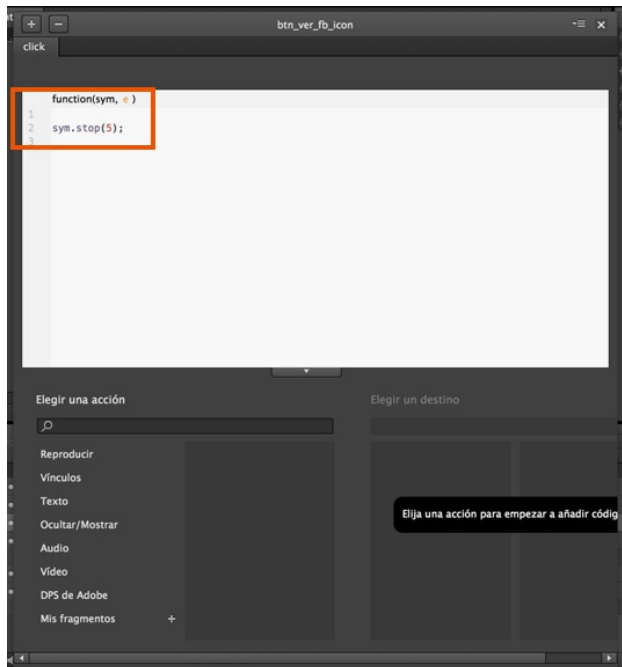 btn_ver_fb_icon
click
function(sym, e )
1
2 sym.stop(5);
3
Elegir una acción
Elegir un destino
Reproducir
Vínculos
Texto
Ocultar/Mostrar
Elija una acción para empezar a añadir códig
Audio
Vídeo
DPS de Adobe
Mis fragmentos +